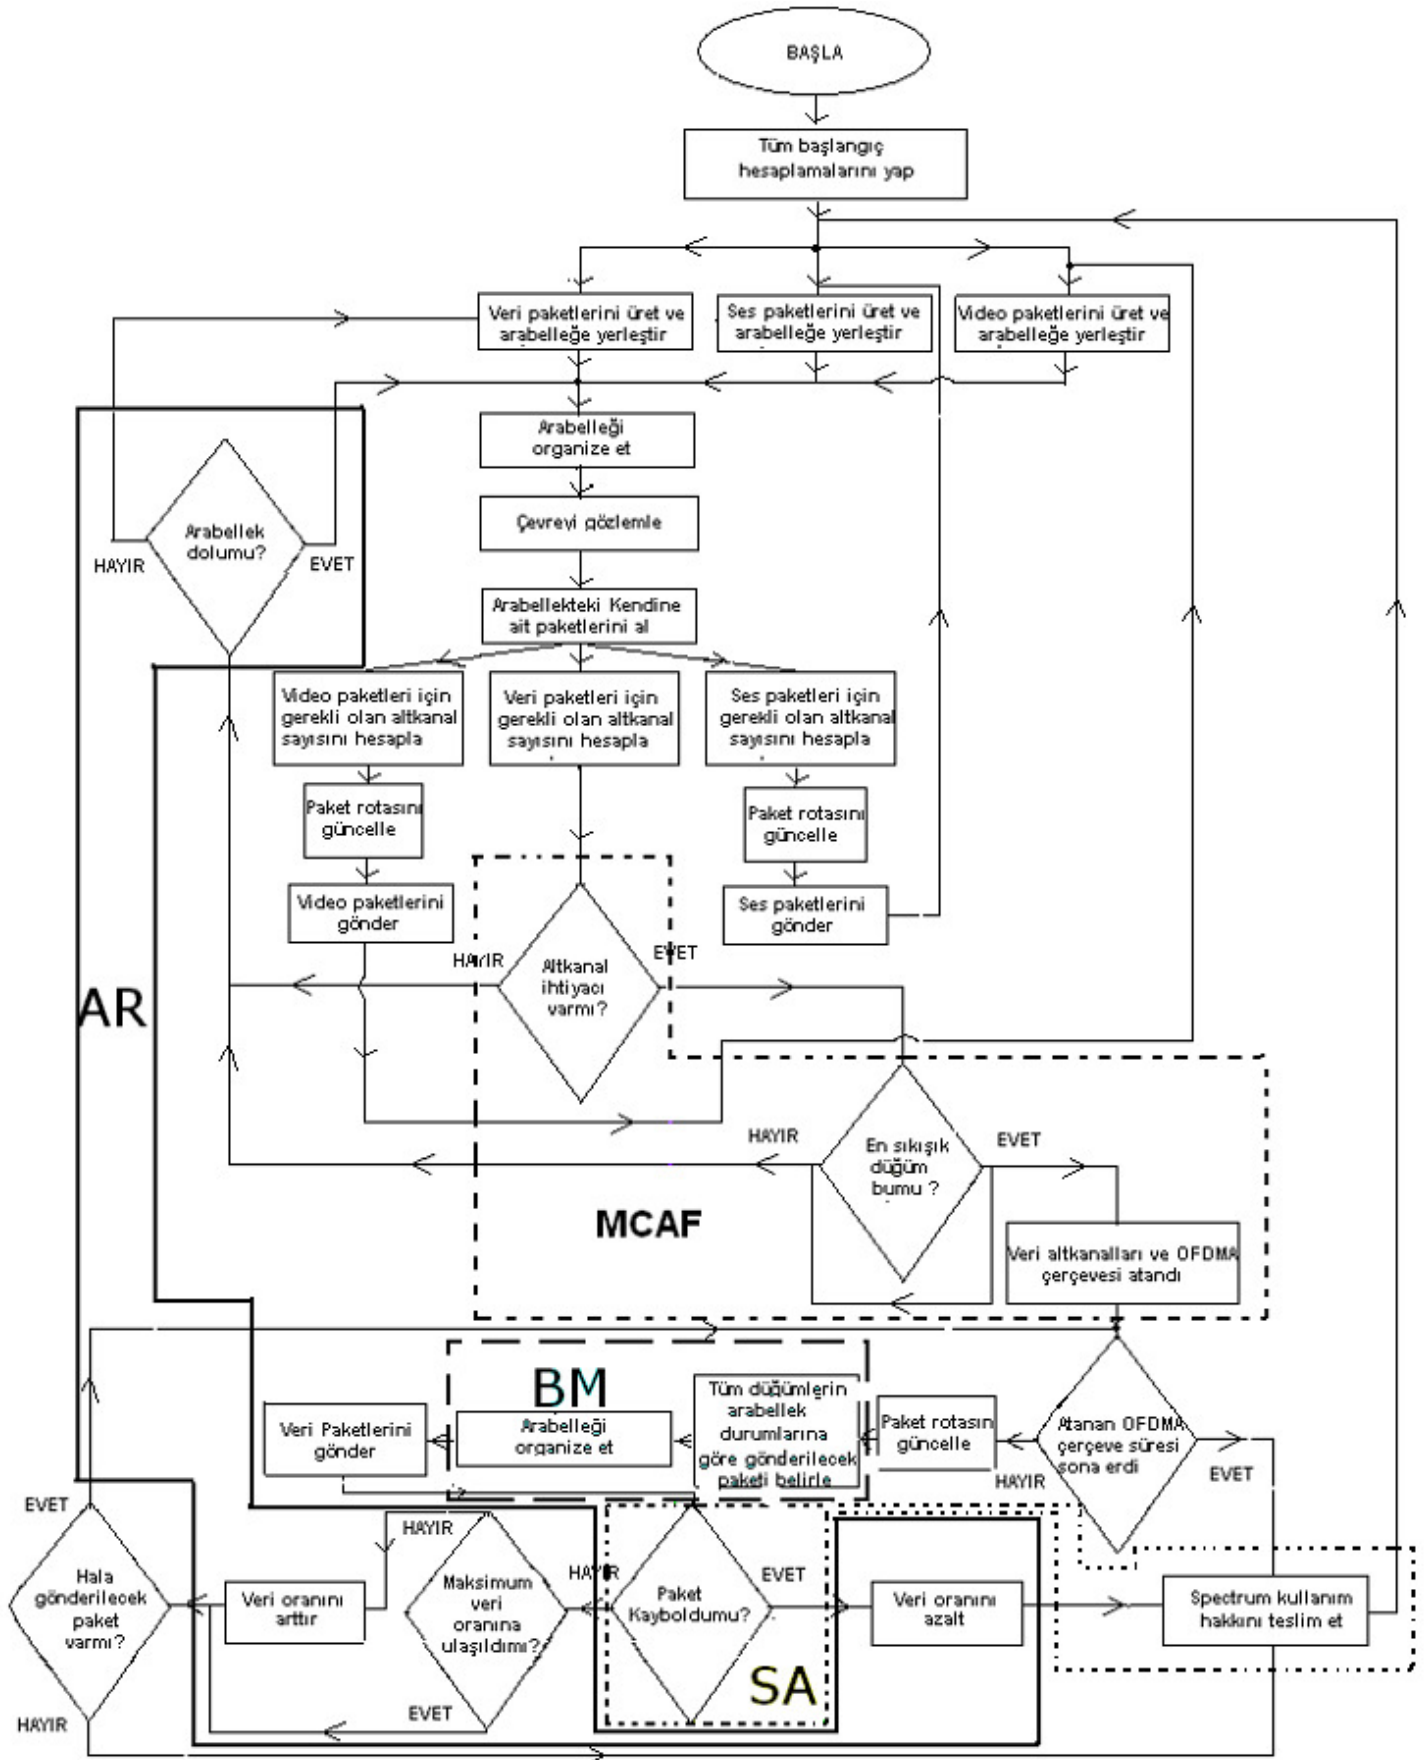 BAŞLA
Tüm başlangıç
hesaplamalarını yap
Veri paketlerini üret ve
arabelleğe yerleştir
Ses paketlerini üret ve
arabelleğe yerleştir
Video paketlerini üret ve
arabelleğe yerleştir
Arabelleği
organize et
Arabellek
dolumu?
HAYIR
EVET
Çevreyi gözlemle
Arabellekteki Kendine
ait paketlerini al
Video paketleri için
gerekli olan altkanal
sayısını hesapla
Veri paketleri için
gerekli olan altkanal
sayısını hesapla
Ses paketleri için
gerekli olan altkanal
sayısını hesapla
Paket rotasını
güncelle
Paket rotasını
güncelle
Video paketlerini
gönder
Ses paketlerini
gönder
HAYIR
EVET
Altkanal
ihtiyacı
varmı?
AR
HAYIR
EVET
En sıkışık
düğüm
bumu ?
MCAF
Veri altkanalları ve OFDMA
çerçevesi atandı
BM
Veri Paketlerini
gönder
Arabelleği
organize et
Tüm düğümlerin
arabellek
durumlarına
göre gönderilecek
paketi belirle
Paket rotasın
güncelle
Atanan OFDMA
çerçeve süresi
sona erdi
HAYIR
EVET
EVET
Hala
gönderilecek
paket
varmı?
HAYIR
Veri oranını
arttır
HAYIR
Maksimum
veri
oranına
ulaşıldımı?
EVET
HAYIR
Paket
Kayboldumu?
EVET
SA
Veri oranını
azalt
Spectrum kullanım
hakkını teslim et